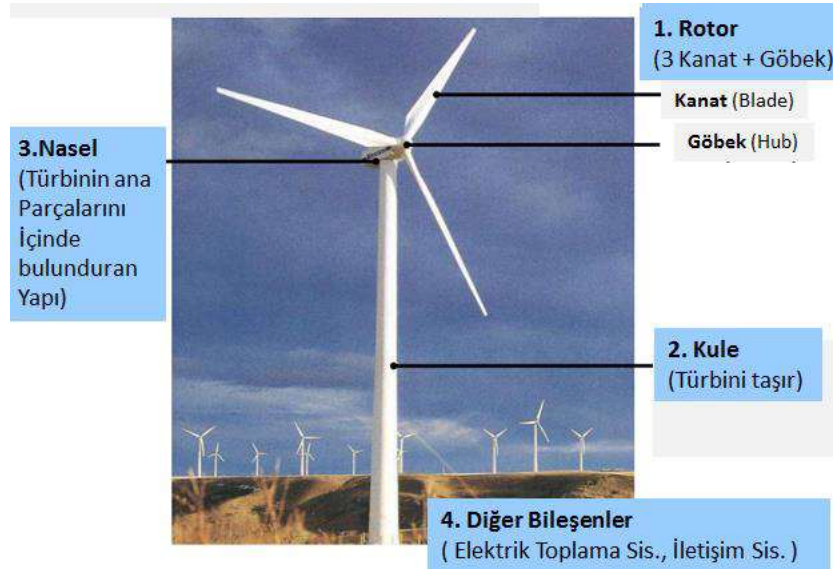 1. Rotor
(3 Kanat + Göbek)
Kanat (Blade)
Göbek (Hub)
3.Nasel
(Türbinin ana
Parçalarını
İçinde
bulunduran
Yapı)
2. Kule
(Türbini taşır)
4. Diğer Bileşenler
( Elektrik Toplama Sis., İletişim Sis. )